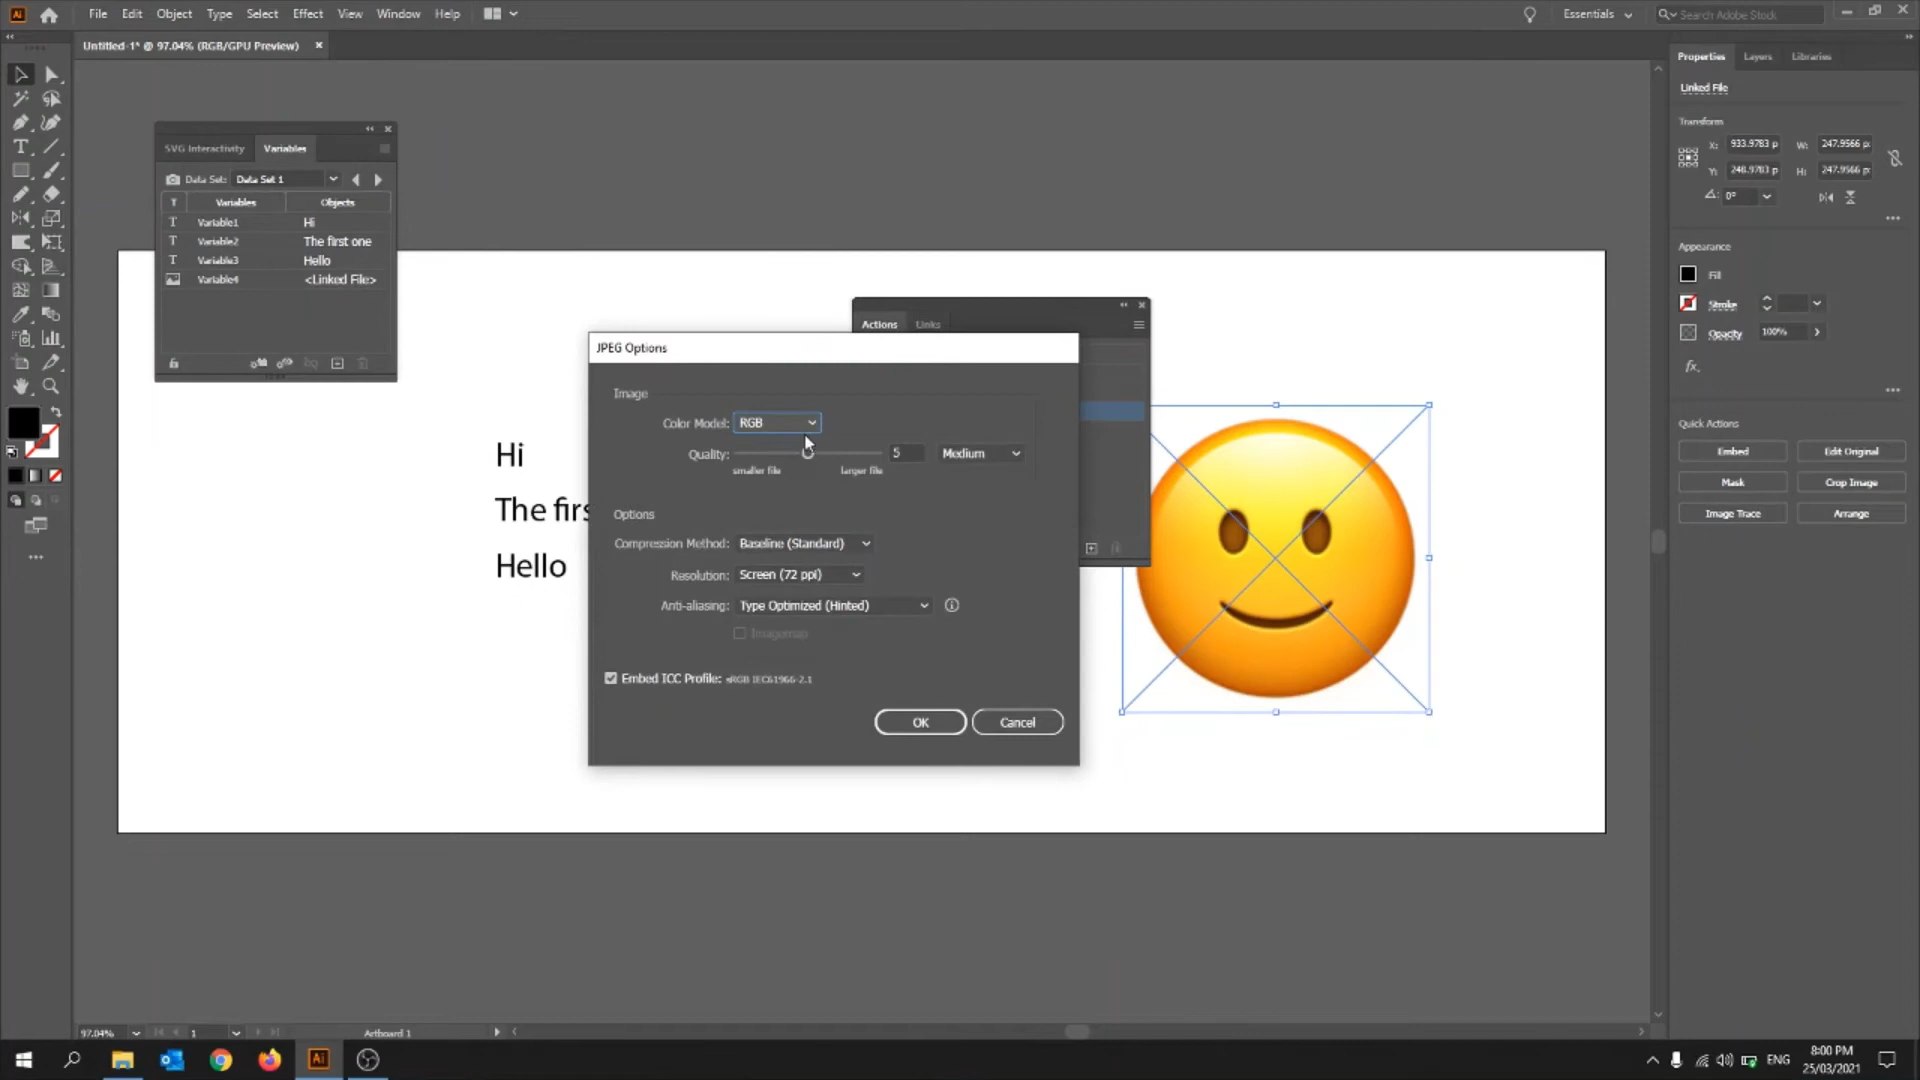 Ai File Edit Object Type Select Effect View Window Help Essentials Search Adobe Stock
Untitled-1* @ 97.04% (RGB/GPU Preview)
Properties Layers Libraries
Linked File
Transform
X: 933.9783 p W: 247.9566 px
Y: 248.9783 p H: 247.9566 px
0°
Appearance
Fill
Stroke
Opacity 100%
fx.
Quick Actions
Embed Edit Original
Mask Crop Image
Image Trace Arrange
SVG Interactivity Variables
Data Set: Data Set 1
T Variables Objects
T Variable1 Hi
T Variable2 The first one
T Variable3 Hello
Variable4 <Linked File>
Actions Links
JPEG Options
Image
Color Model: RGB
Quality: 5 Medium
smaller file larger file
Options
Compression Method: Baseline (Standard)
Resolution: Screen (72 ppi)
Anti-aliasing: Type Optimized (Hinted)
Imagemap
Embed ICC Profile: sRGB IEC61966-2.1
OK Cancel
Hi
The firs
Hello
97.04% 1 Artboard 1
Ai
ENG
8:00 PM
25/03/2021